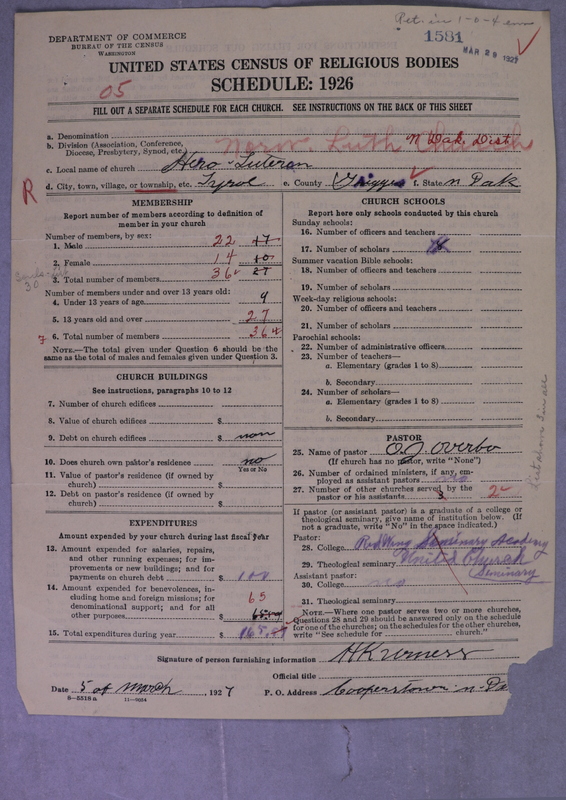 1581
MAR 29 1927
DEPARTMENT OF COMMERCE
BUREAU OF THE CENSUS
WASHINGTON
UNITED STATES CENSUS OF RELIGIOUS BODIES
SCHEDULE: 1926
05
FILL OUT A SEPARATE SCHEDULE FOR EACH CHURCH. SEE INSTRUCTIONS ON THE BACK OF THIS SHEET
a. Denomination Norw. Luth Church
b. Division (Association, Conference, Diocese, Presbytery, Synod, etc. N Dak. Dist.
c. Local name of church Hero-Luteran
d. City, town, village, or township, etc. Tyrol e. County Griggs f. State N Dak
R
MEMBERSHIP
Report number of members according to definition of member in your church
Number of members, by sex:
1. Male 22 17
2. Female 14 10
3. Total number of members 36 27
Number of members under and over 13 years old:
4. Under 13 years of age 9
5. 13 years old and over 27
6. Total number of members 36
NOTE.—The total given under Question 6 should be the same as the total of males and females given under Question 3.
CHURCH BUILDINGS
See instructions, paragraphs 10 to 12
7. Number of church edifices
8. Value of church edifices $
9. Debt on church edifices $ non
10. Does church own pastor's residence no
Yes or No
11. Value of pastor's residence (if owned by church) $
12. Debt on pastor's residence (if owned by church) $
EXPENDITURES
Amount expended by your church during last fiscal year
13. Amount expended for salaries, repairs, and other running expenses; for improvements or new buildings; and for payments on church debt $ 100
14. Amount expended for benevolences, including home and foreign missions; for denominational support; and for all other purposes $ 65
15. Total expenditures during year $ 165
CHURCH SCHOOLS
Report here only schools conducted by this church
Sunday schools:
16. Number of officers and teachers
17. Number of scholars
Summer vacation Bible schools:
18. Number of officers and teachers
19. Number of scholars
Week-day religious schools:
20. Number of officers and teachers
21. Number of scholars
Parochial schools:
22. Number of administrative officers
23. Number of teachers—
a. Elementary (grades 1 to 8)
b. Secondary
24. Number of scholars—
a. Elementary (grades 1 to 8)
b. Secondary
PASTOR
25. Name of pastor O. J. Overbo
(If church has no pastor, write "None")
26. Number of ordained ministers, if any, employed as assistant pastors no
27. Number of other churches served by the pastor or his assistants 3 2
If pastor (or assistant pastor) is a graduate of a college or theological seminary, give name of institution below. (If not a graduate, write "No" in the space indicated.)
Pastor:
28. College Red Wing Seminary Academy
29. Theological seminary United Church Seminary
Assistant pastor:
30. College no
31. Theological seminary
NOTE.—Where one pastor serves two or more churches, Questions 28 and 29 should be answered only on the schedule for one of the churches; on the schedules for the other churches, write "See schedule for church."
Signature of person furnishing information
Official title
Date 5 of March, 1927 P. O. Address Cooperstown N. Da
8-5518a 11-9064